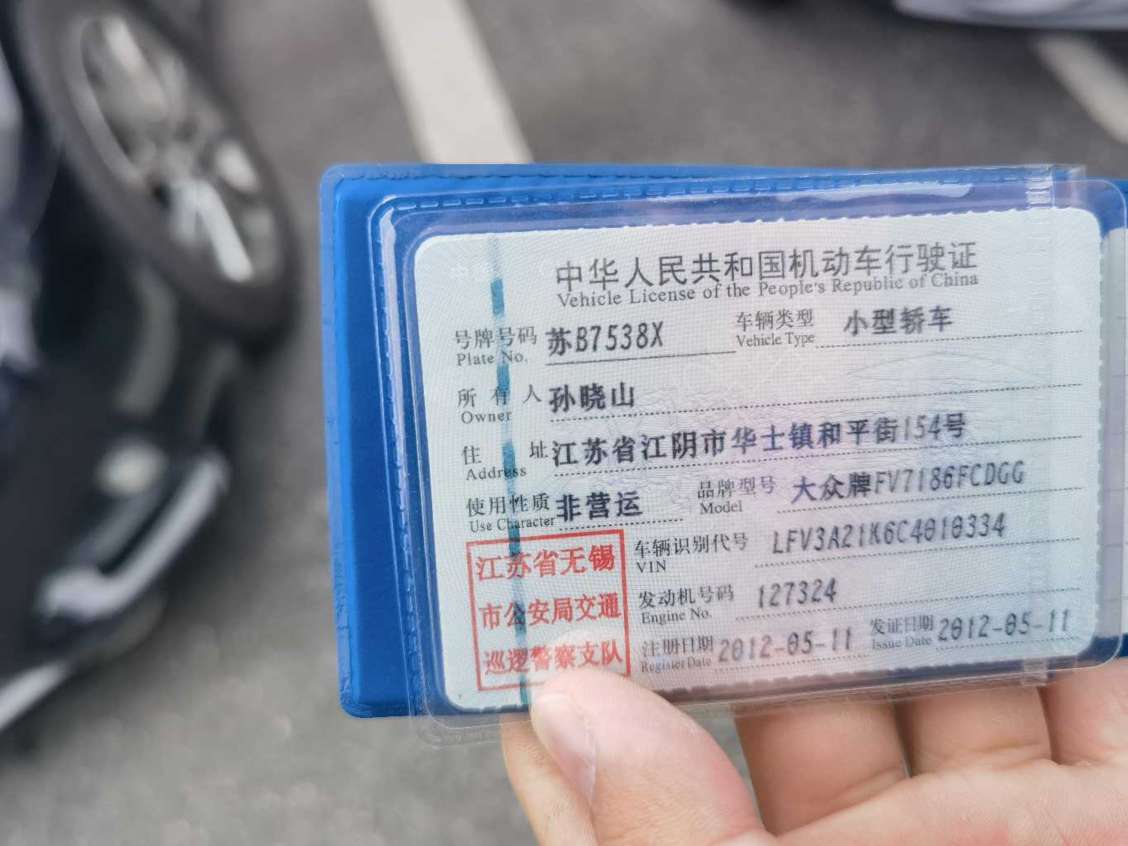 中华人民共和国机动车行驶证
Vehicle License of the People's Republic of China
号牌号码 苏B7538X 车辆类型 小型轿车
Plate No. Vehicle Type
所有人 孙晓山
Owner
住址 江苏省江阴市华士镇和平街154号
Address
使用性质 非营运 品牌型号 大众牌FV7186FCDGG
Use Character Model
江苏省无锡
市公安局交通
巡逻警察支队
车辆识别代号 LFV3A21K6C4010334
VIN
发动机号码 127324
Engine No.
注册日期 2012-05-11 发证日期 2012-05-11
Register Date Issue Date